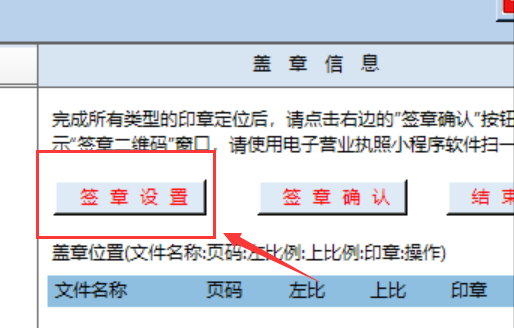 盖 章 信 息
完成所有类型的印章定位后，请点击右边的"签章确认"按钮
示"签章二维码"窗口，请使用电子营业执照小程序软件扫一
签 章 设 置 签 章 确 认 结 束
盖章位置(文件名称:页码:左比例:上比例:印章:操作)
文件名称 页码 左比 上比 印章